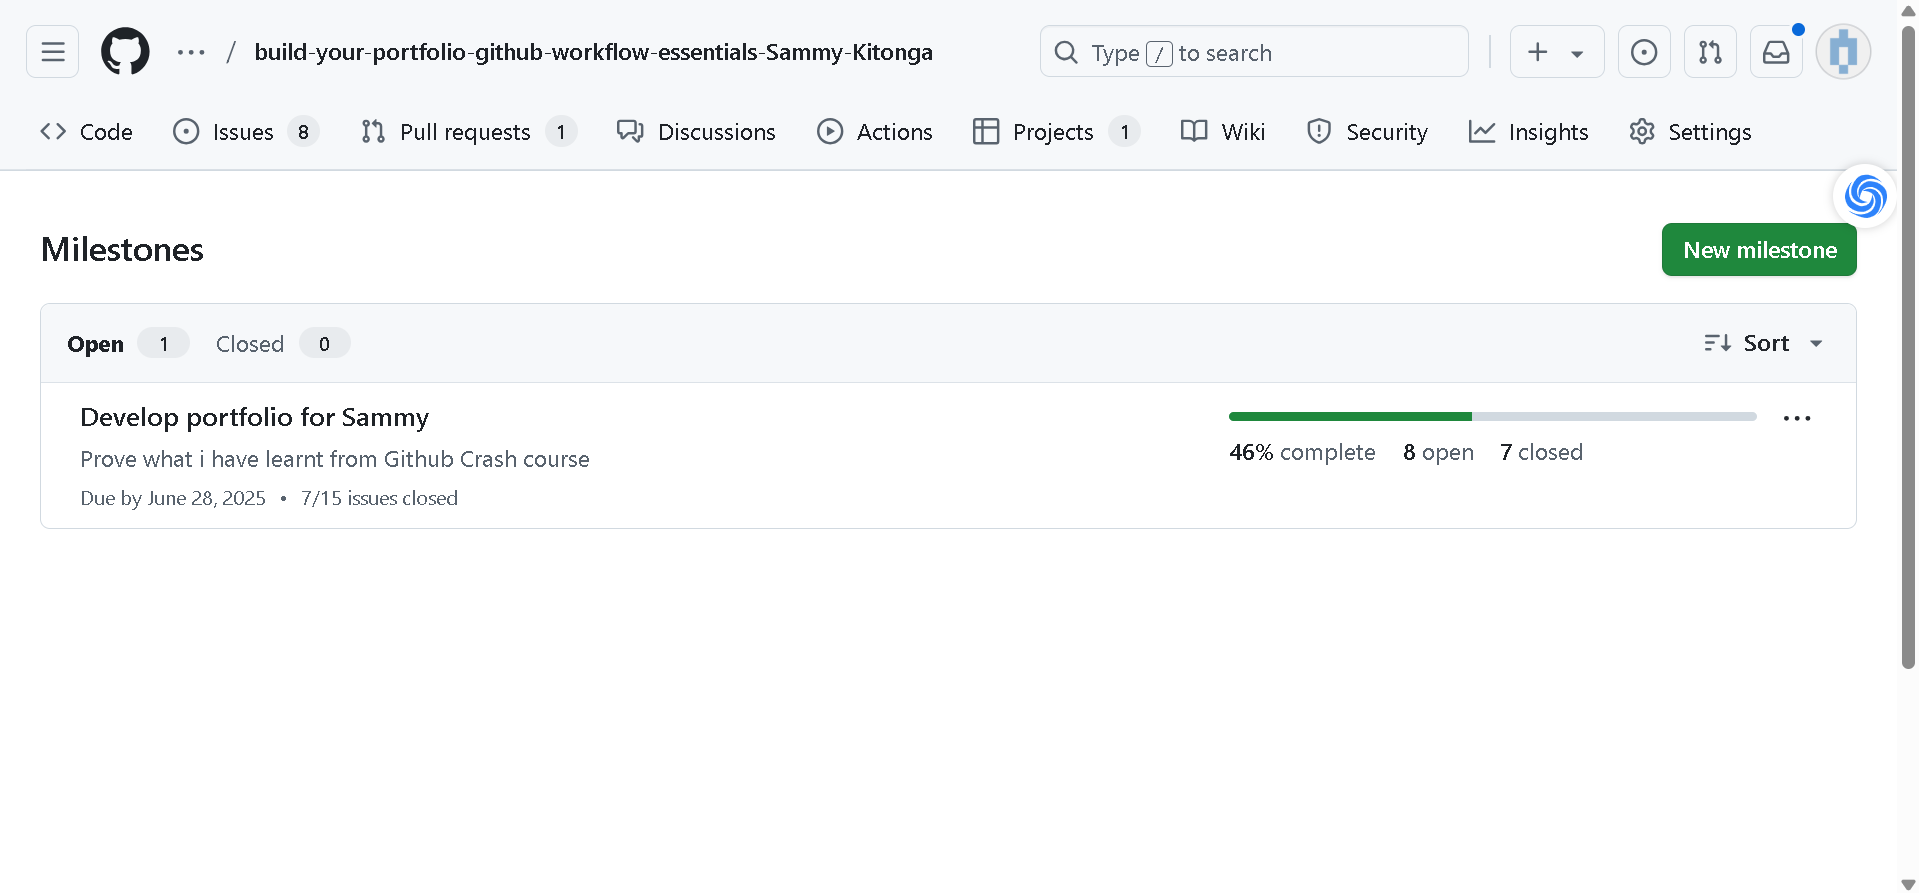 ··· / build-your-portfolio-github-workflow-essentials-Sammy-Kitonga Type / to search
Code Issues 8 Pull requests 1 Discussions Actions Projects 1 Wiki Security Insights Settings
Milestones New milestone
Open 1 Closed 0 Sort
Develop portfolio for Sammy
Prove what i have learnt from Github Crash course
Due by June 28, 2025 • 7/15 issues closed
46% complete 8 open 7 closed